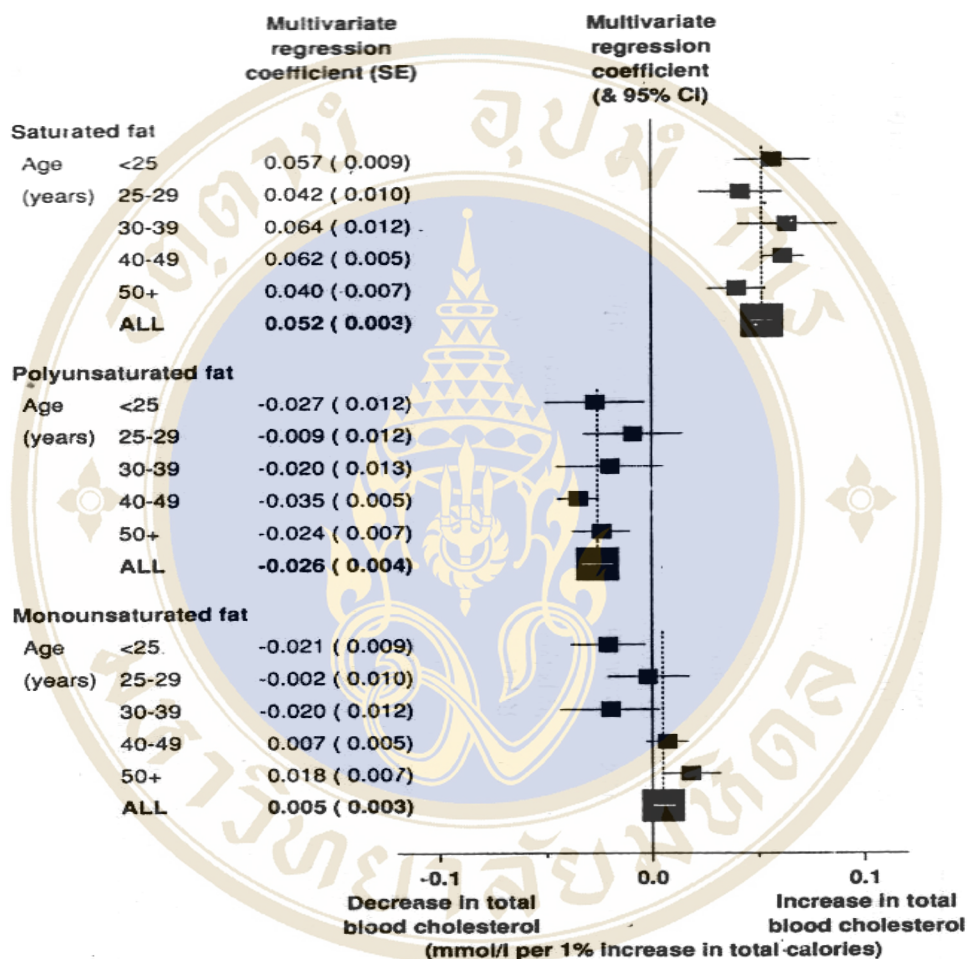 Multivariate regression coefficient (SE)
Multivariate regression coefficient (& 95% CI)
Saturated fat
Age <25 0.057 ( 0.009)
(years) 25-29 0.042 ( 0.010)
30-39 0.064 ( 0.012)
40-49 0.062 ( 0.005)
50+ 0.040 ( 0.007)
ALL 0.052 ( 0.003)
Polyunsaturated fat
Age <25 -0.027 ( 0.012)
(years) 25-29 -0.009 ( 0.012)
30-39 -0.020 ( 0.013)
40-49 -0.035 ( 0.005)
50+ -0.024 ( 0.007)
ALL -0.026 ( 0.004)
Monounsaturated fat
Age <25 -0.021 ( 0.009)
(years) 25-29 -0.002 ( 0.010)
30-39 -0.020 ( 0.012)
40-49 0.007 ( 0.005)
50+ 0.018 ( 0.007)
ALL 0.005 ( 0.003)
-0.1 0.0 0.1
Decrease in total blood cholesterol
Increase in total blood cholesterol
(mmol/l per 1% increase in total calories)